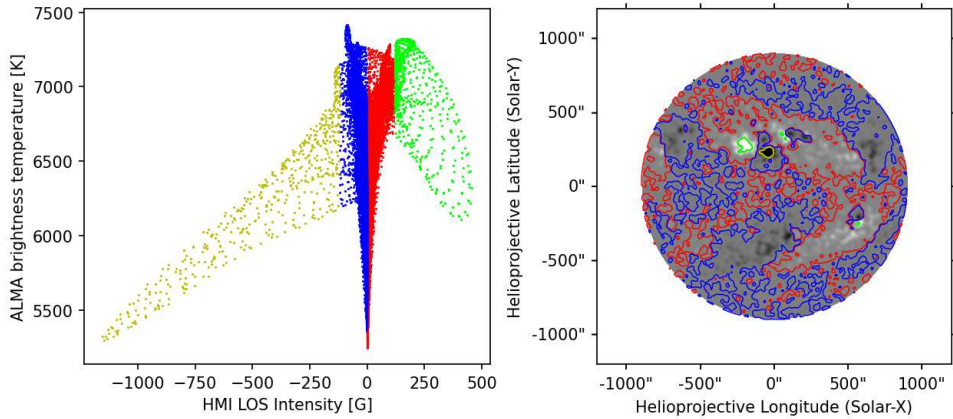 7500
7000
6500
6000
5500
ALMA brightness temperature [K]
-1000 -750 -500 -250 0 250 500
HMI LOS Intensity [G]
1000"
500"
0"
-500"
-1000"
Helioprojective Latitude (Solar-Y)
-1000" -500" 0" 500" 1000"
Helioprojective Longitude (Solar-X)